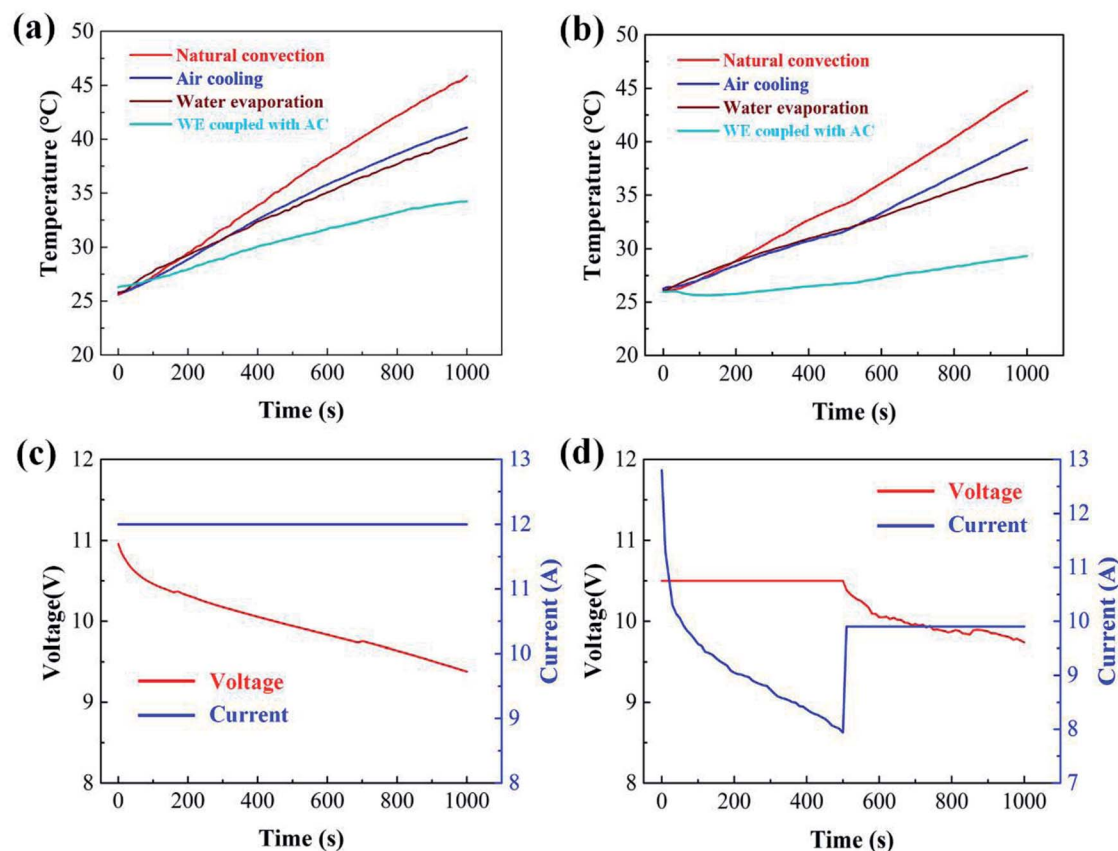 (a)
50
45
40
35
30
25
20
Temperature (°C)
Natural convection
Air cooling
Water evaporation
WE coupled with AC
0 200 400 600 800 1000
Time (s)
(b)
50
45
40
35
30
25
20
Temperature (°C)
Natural convection
Air cooling
Water evaporation
WE coupled with AC
0 200 400 600 800 1000
Time (s)
(c)
12
11
10
9
8
Voltage(V)
Voltage
Current
13
12
11
10
9
8
Current (A)
0 200 400 600 800 1000
Time (s)
(d)
12
11
10
9
8
Voltage(V)
Voltage
Current
13
12
11
10
9
8
7
Current (A)
0 200 400 600 800 1000
Time (s)